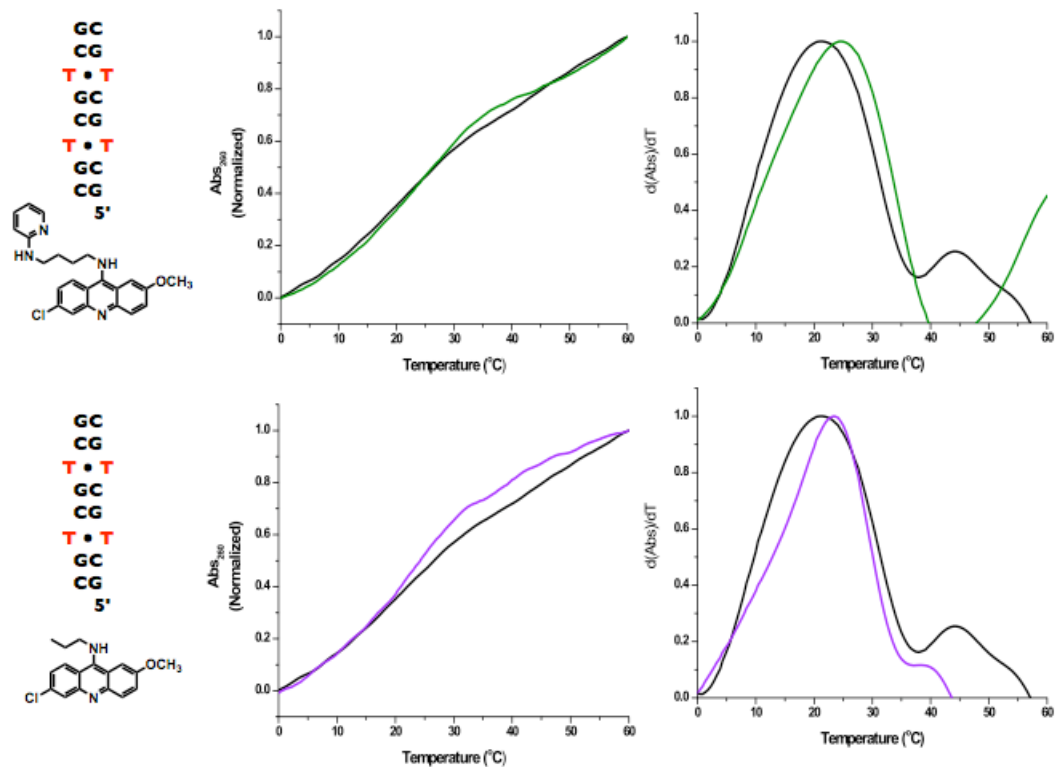 GC
CG
T • T
GC
CG
T • T
GC
CG
5'
N
HN
NH
OCH3
Cl
N
Abs260
(Normalized)
1.0
0.8
0.6
0.4
0.2
0.0
0 10 20 30 40 50 60
Temperature (°C)
d(Abs)/dT
1.0
0.8
0.6
0.4
0.2
0.0
0 10 20 30 40 50 60
Temperature (°C)
GC
CG
T • T
GC
CG
T • T
GC
CG
5'
NH
OCH3
Cl
N
Abs260
(Normalized)
1.0
0.8
0.6
0.4
0.2
0.0
0 10 20 30 40 50 60
Temperature (°C)
d(Abs)/dT
1.0
0.8
0.6
0.4
0.2
0.0
0 10 20 30 40 50 60
Temperature (°C)